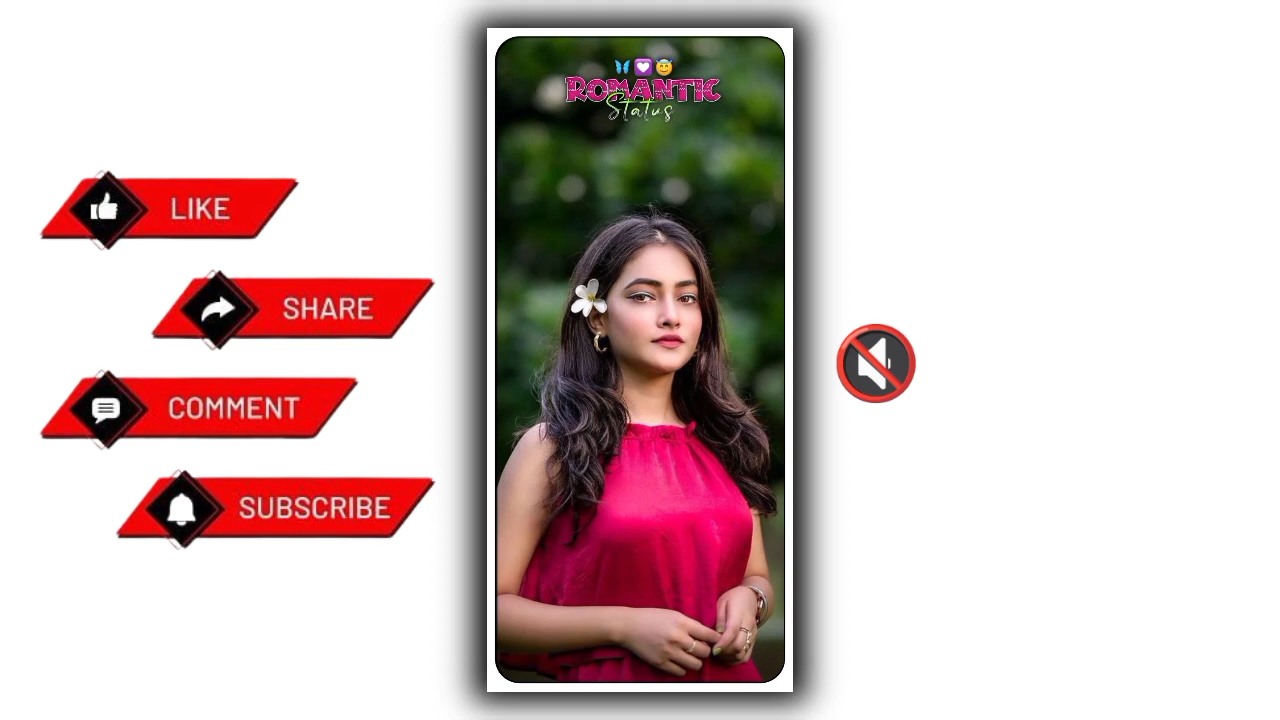 ROMANTIC
Status
LIKE
SHARE
COMMENT
SUBSCRIBE